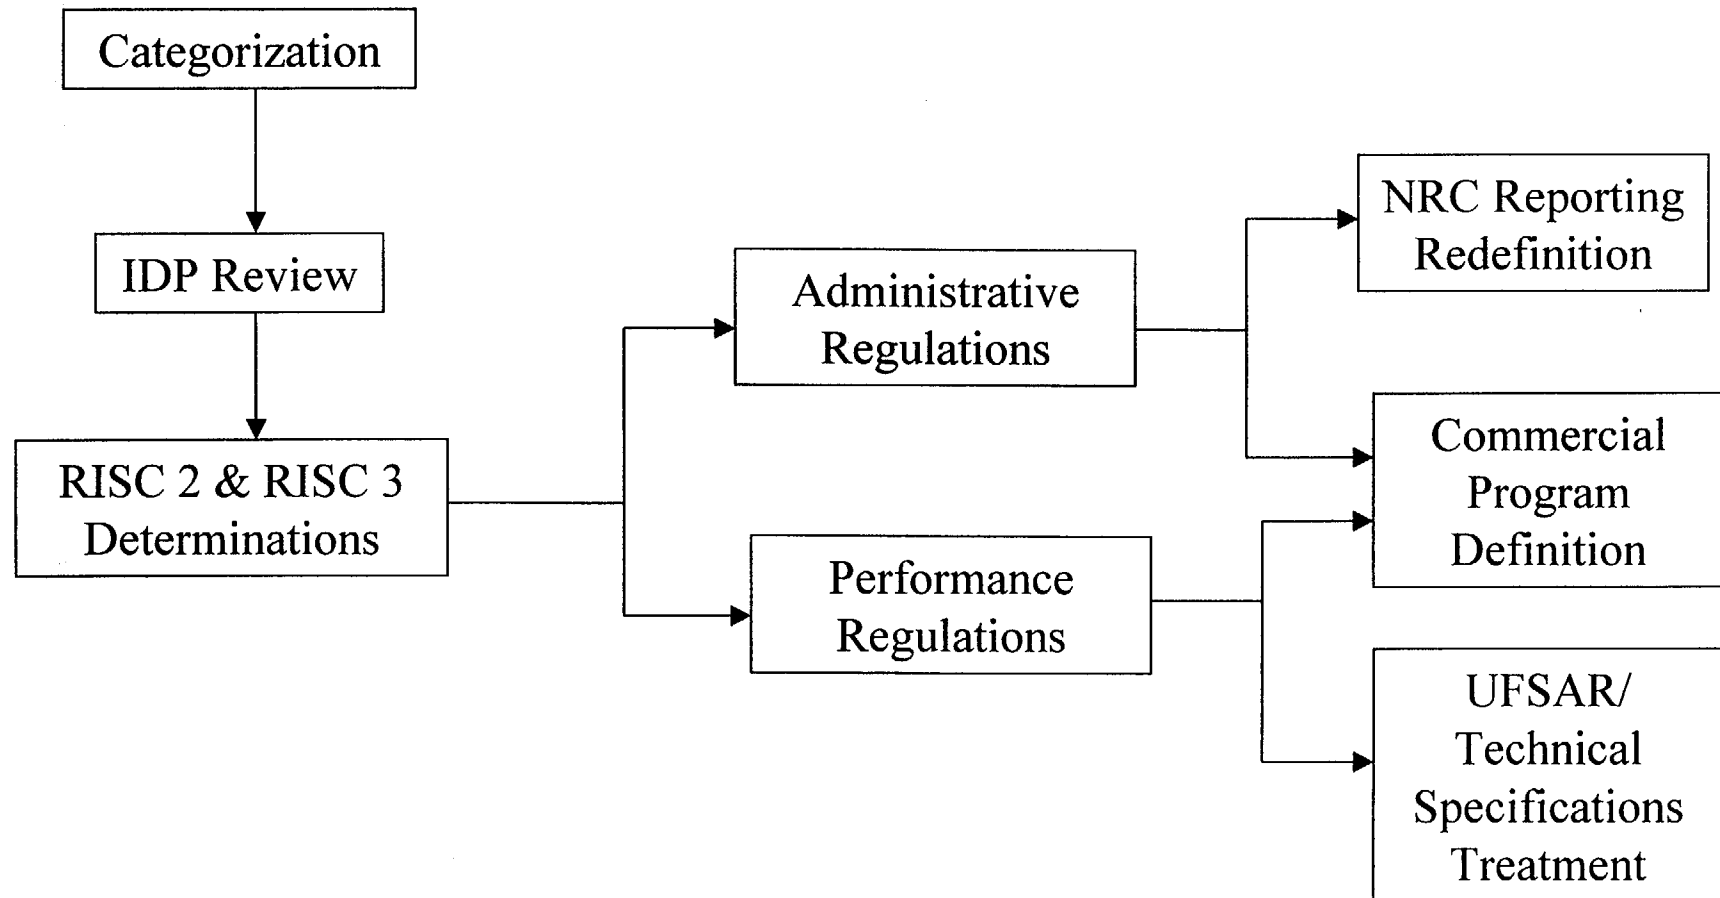 Categorization
IDP Review
RISC 2 & RISC 3
Determinations
Administrative
Regulations
Performance
Regulations
NRC Reporting
Redefinition
Commercial
Program
Definition
UFSAR/
Technical
Specifications
Treatment